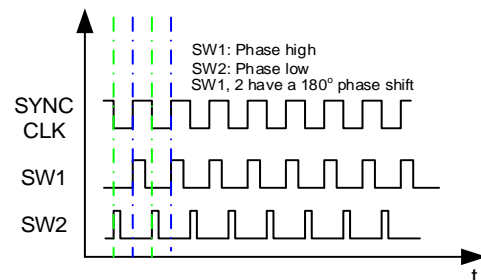 SW1: Phase high
SW2: Phase low
SW1, 2 have a 180° phase shift
SYNC
CLK
SW1
SW2
t